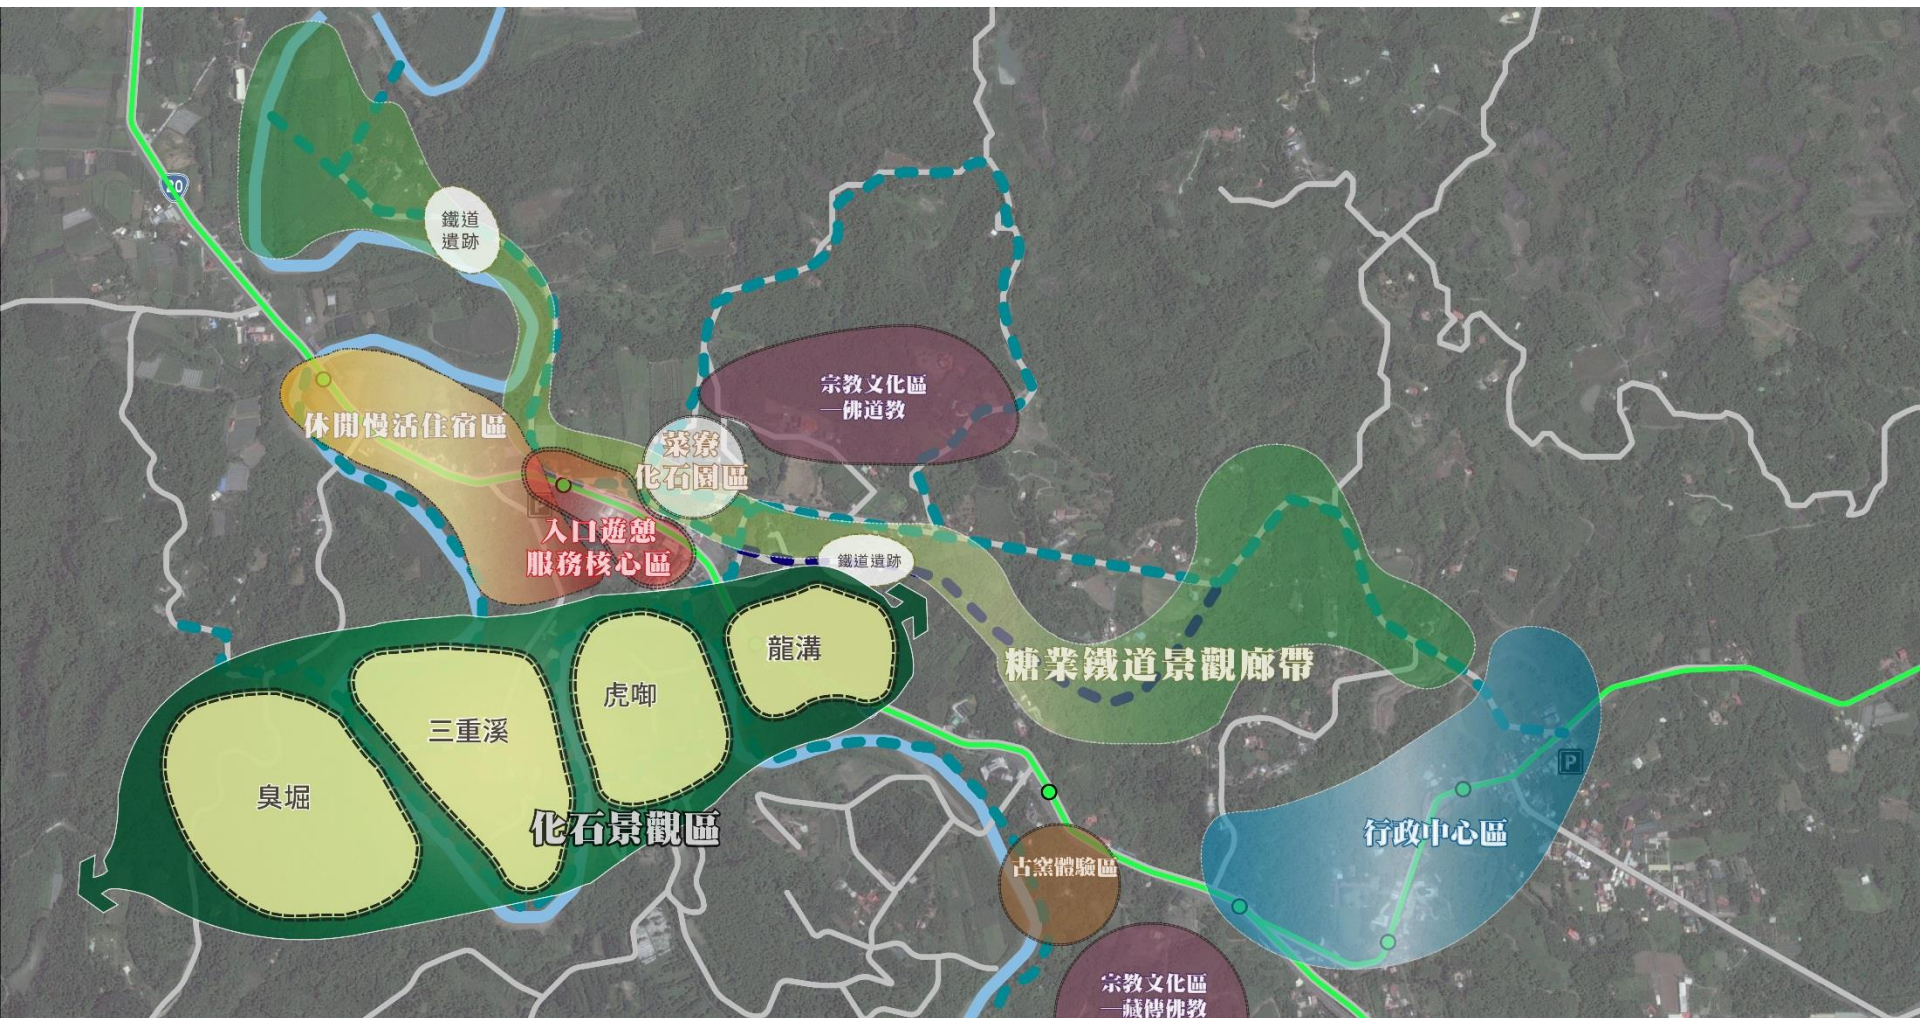 20
鐵道
遺跡
宗教文化區
—佛道教
休閒慢活住宿區
菜寮
化石園區
P
入口遊憩
服務核心區
鐵道遺跡
龍溝
糖業鐵道景觀廊帶
虎啣
三重溪
P
臭堀
化石景觀區
行政中心區
古窯體驗區
宗教文化區
—藏傳佛教